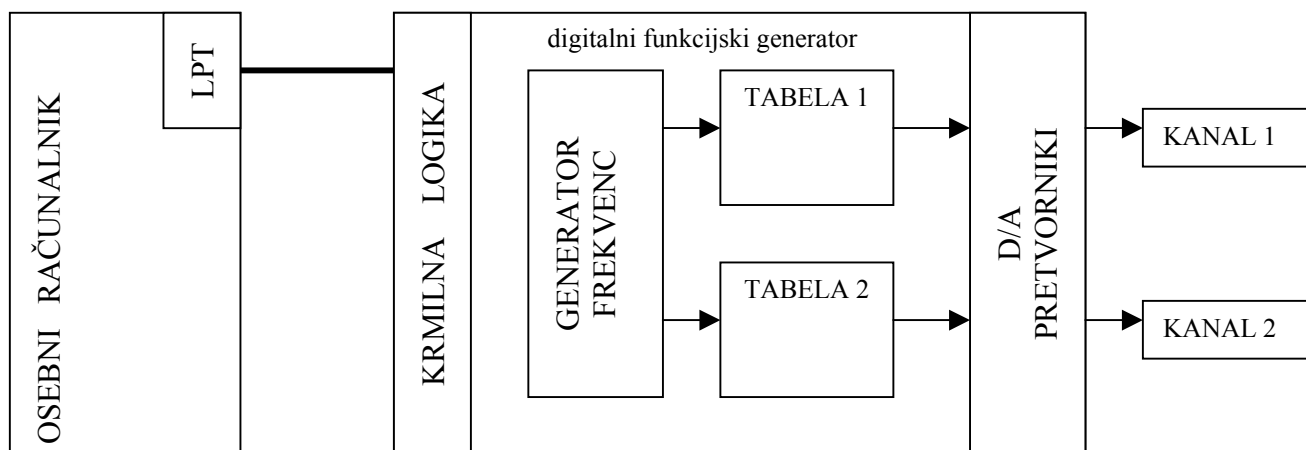 OSEBNI RAČUNALNIK
LPT
KRMILNA LOGIKA
digitalni funkcijski generator
GENERATOR
FREKVENC
TABELA 1
TABELA 2
D/A
PRETVORNIKI
KANAL 1
KANAL 2